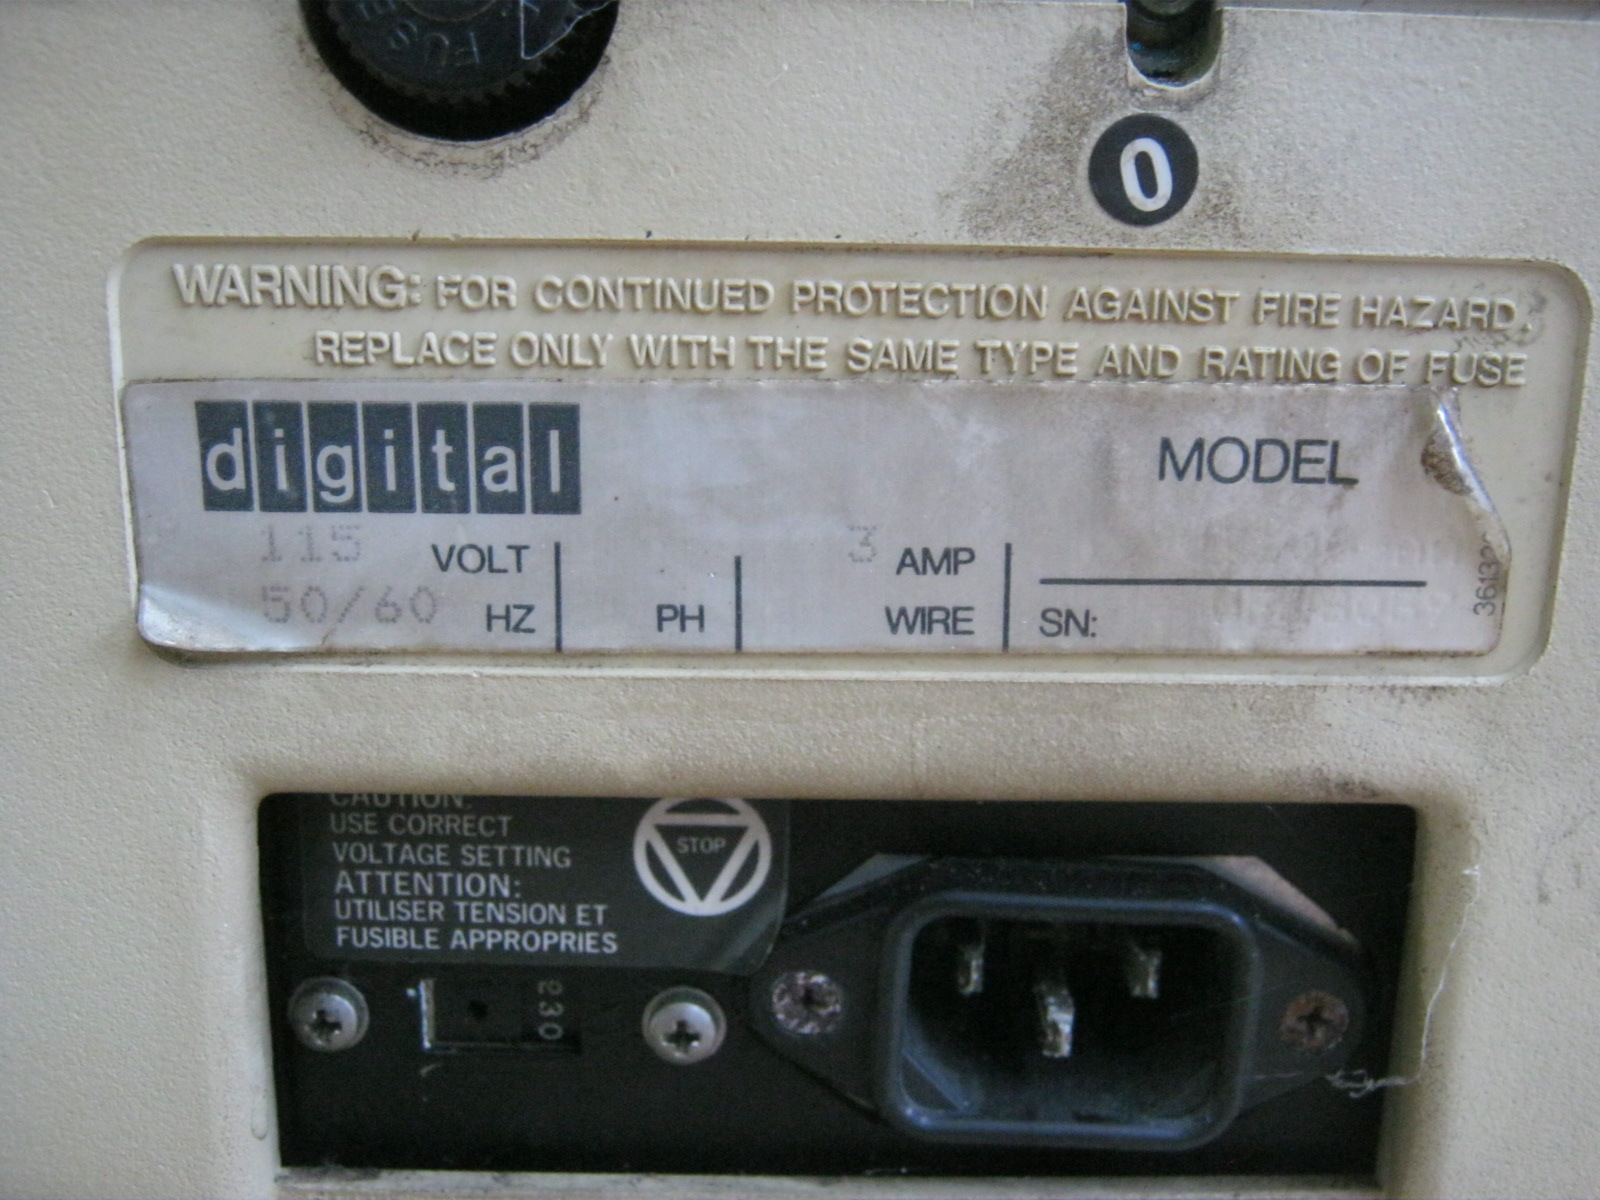 FUSE
0
WARNING: FOR CONTINUED PROTECTION AGAINST FIRE HAZARD,
REPLACE ONLY WITH THE SAME TYPE AND RATING OF FUSE
digital
MODEL
115 VOLT
3 AMP
50/60 HZ
PH
WIRE
SN:
CAUTION:
USE CORRECT
VOLTAGE SETTING
ATTENTION:
UTILISER TENSION ET
FUSIBLE APPROPRIES
STOP
230